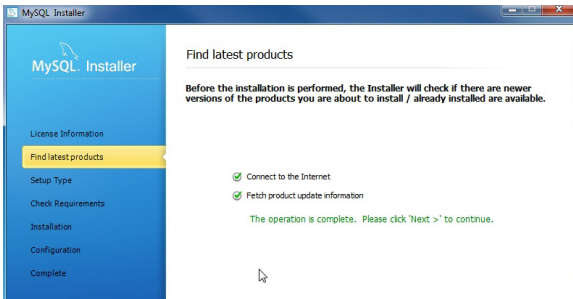 MySQL Installer
MySQL. Installer
Find latest products
Before the installation is performed, the Installer will check if there are newer
versions of the products you are about to install / already installed are available.
License Information
Find latest products
Setup Type
Check Requirements
Installation
Configuration
Complete
Connect to the Internet
Fetch product update information
The operation is complete. Please click 'Next >' to continue.